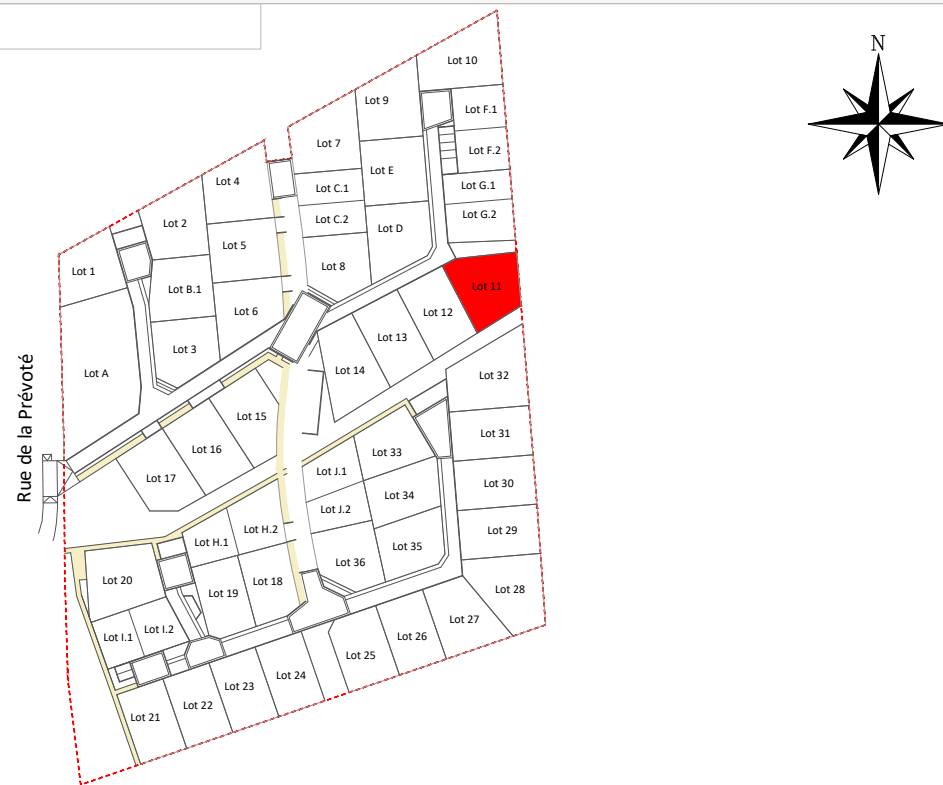 N
Lot 10
Lot 9
Lot F.1
Lot 7
Lot F.2
Lot E
Lot 4
Lot C.1
Lot G.1
Lot 2
Lot C.2
Lot G.2
Lot D
Lot 5
Lot 1
Lot 8
Lot B.1
Lot 11
Lot 6
Lot 12
Lot 13
Lot 3
Lot A
Lot 14
Lot 32
Rue de la Prévoté
Lot 15
Lot 31
Lot 16
Lot 33
Lot J.1
Lot 17
Lot 30
Lot 34
Lot J.2
Lot H.2
Lot 29
Lot H.1
Lot 35
Lot 36
Lot 20
Lot 18
Lot 28
Lot 19
Lot 27
Lot I.2
Lot I.1
Lot 26
Lot 25
Lot 24
Lot 23
Lot 22
Lot 21